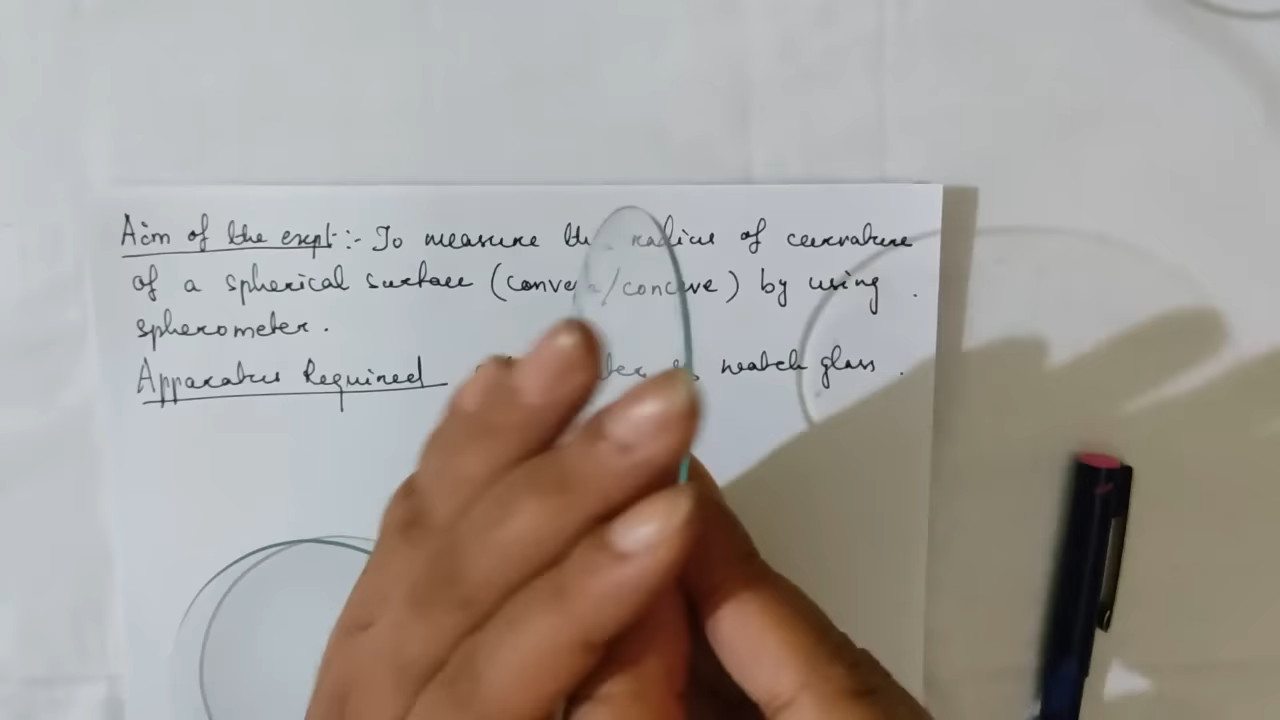 Aim of the expt:- To measure the radius of curvature
of a spherical surface (convex/concave) by using
spherometer.
Apparatus Required watch glass.